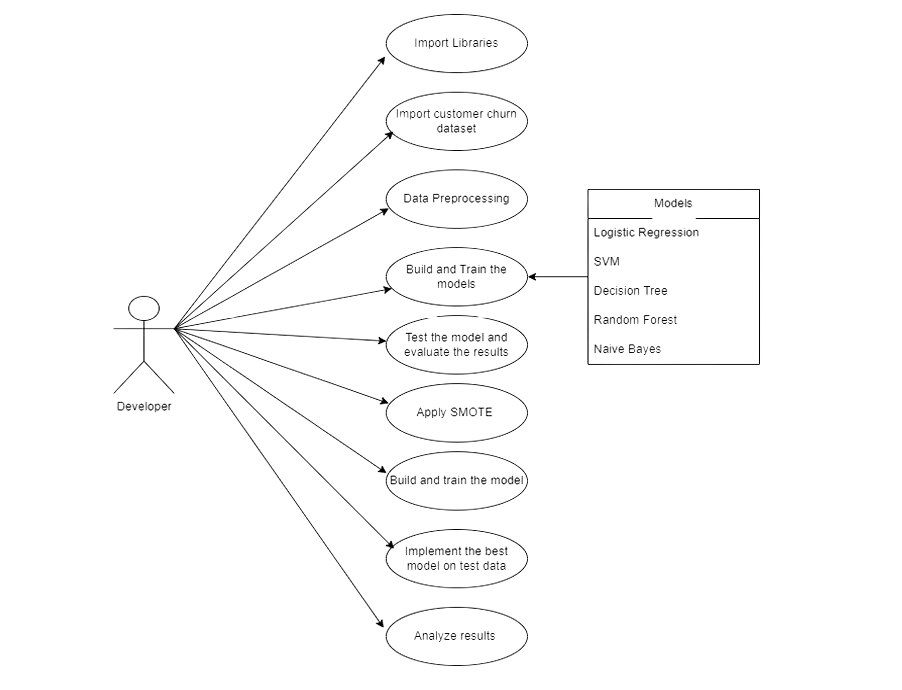 Import Libraries
Import customer churn
dataset
Data Preprocessing
Build and Train the
models
Test the model and
evaluate the results
Apply SMOTE
Build and train the model
Implement the best
model on test data
Analyze results
Developer
Models
Logistic Regression
SVM
Decision Tree
Random Forest
Naive Bayes